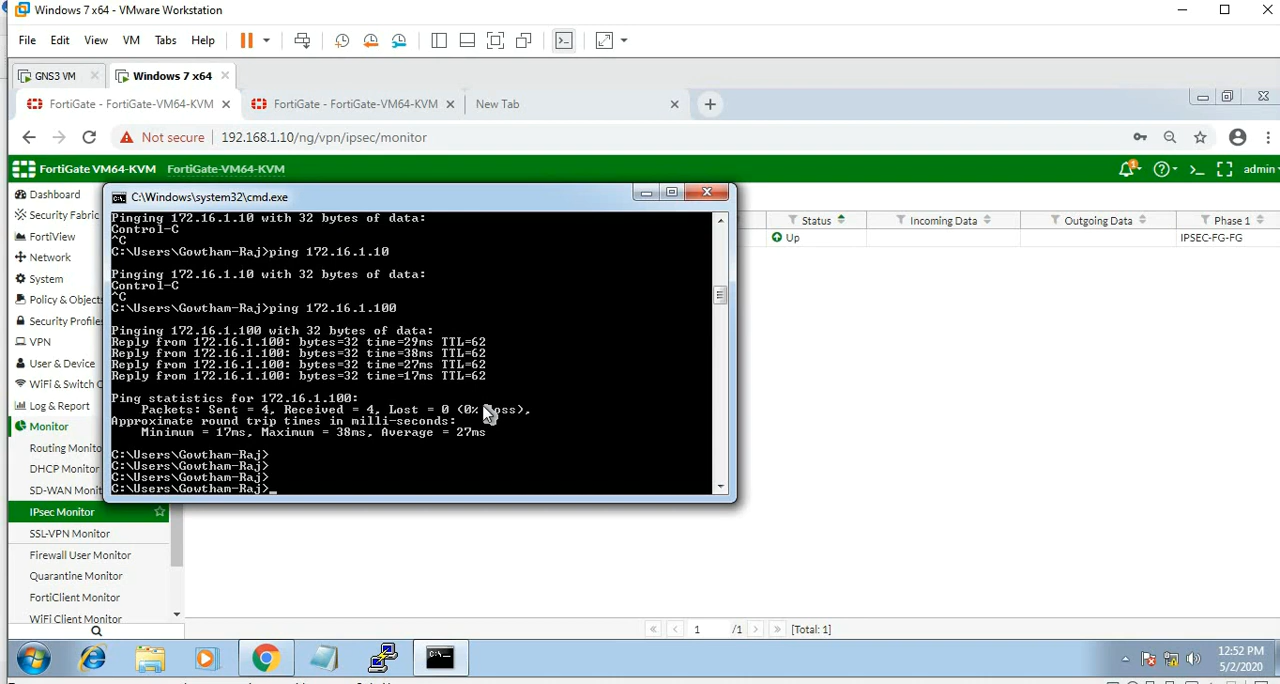 Windows 7 x64 - VMware Workstation
File Edit View VM Tabs Help
GNS3 VM Windows 7 x64
FortiGate - FortiGate-VM64-KVM FortiGate - FortiGate-VM64-KVM New Tab
Not secure 192.168.1.10/ng/vpn/ipsec/monitor
FortiGate VM64-KVM FortiGate-VM64-KVM 1 admin
Dashboard
Security Fabric
FortiView
Network
System
Policy & Objects
Security Profile
VPN
User & Device
WiFi & Switch C
Log & Report
Monitor
Routing Monito
DHCP Monitor
SD-WAN Monit
IPsec Monitor
SSL-VPN Monitor
Firewall User Monitor
Quarantine Monitor
FortiClient Monitor
WiFi Client Monitor
C:\Windows\system32\cmd.exe
Pinging 172.16.1.10 with 32 bytes of data:
Control-C
^C
C:\Users\Gowtham-Raj>ping 172.16.1.10
Pinging 172.16.1.10 with 32 bytes of data:
Control-C
^C
C:\Users\Gowtham-Raj>ping 172.16.1.100
Pinging 172.16.1.100 with 32 bytes of data:
Reply from 172.16.1.100: bytes=32 time=29ms TTL=62
Reply from 172.16.1.100: bytes=32 time=38ms TTL=62
Reply from 172.16.1.100: bytes=32 time=27ms TTL=62
Reply from 172.16.1.100: bytes=32 time=17ms TTL=62
Ping statistics for 172.16.1.100:
Packets: Sent = 4, Received = 4, Lost = 0 (0% loss),
Approximate round trip times in milli-seconds:
Minimum = 17ms, Maximum = 38ms, Average = 27ms
C:\Users\Gowtham-Raj>
C:\Users\Gowtham-Raj>
C:\Users\Gowtham-Raj>
C:\Users\Gowtham-Raj>_
Status Incoming Data Outgoing Data Phase 1
Up IPSEC-FG-FG
1 /1 [Total: 1]
12:52 PM
5/2/2020